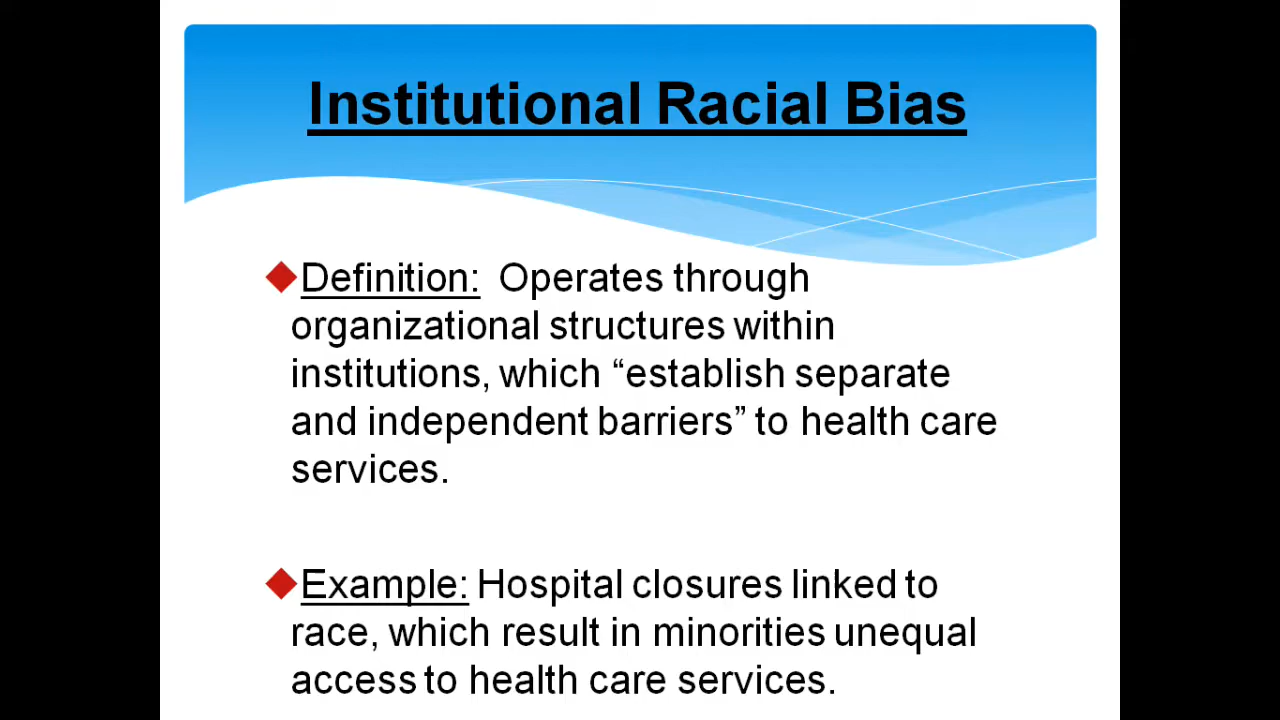 Institutional Racial Bias
Definition:  Operates through
organizational structures within
institutions, which “establish separate
and independent barriers” to health care
services.
Example: Hospital closures linked to
race, which result in minorities unequal
access to health care services.